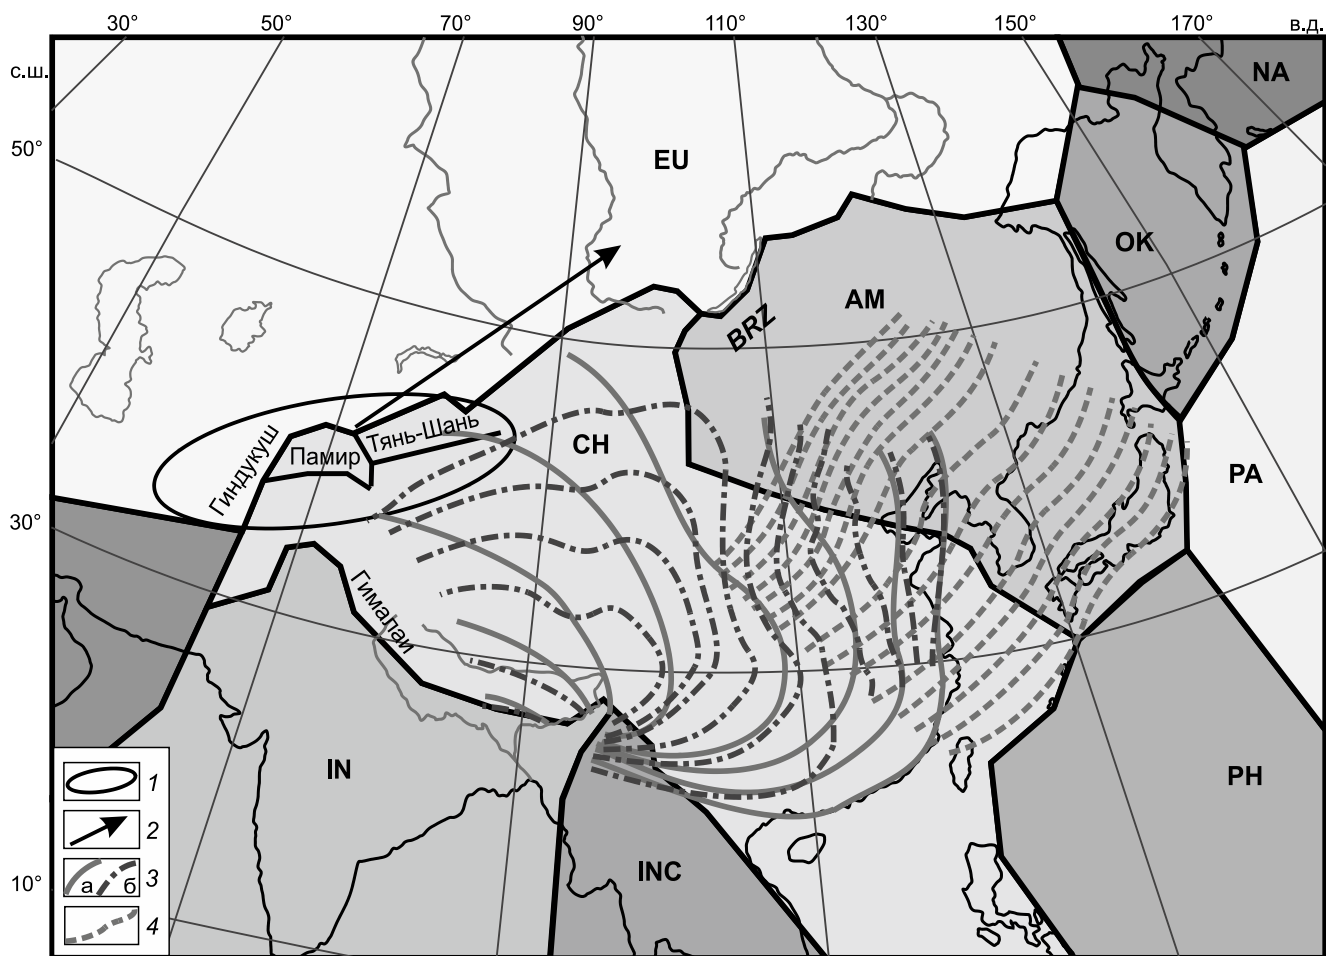 30° 50° 70° 90° 110° 130° 150° 170° в.д.
с.ш.
NA
50°
EU
OK
AM
BRZ
Гиндукуш
Памир
Тянь-Шань
CH
PA
30°
Гималаи
IN
PH
INC
10°
1
2
а б 3
4